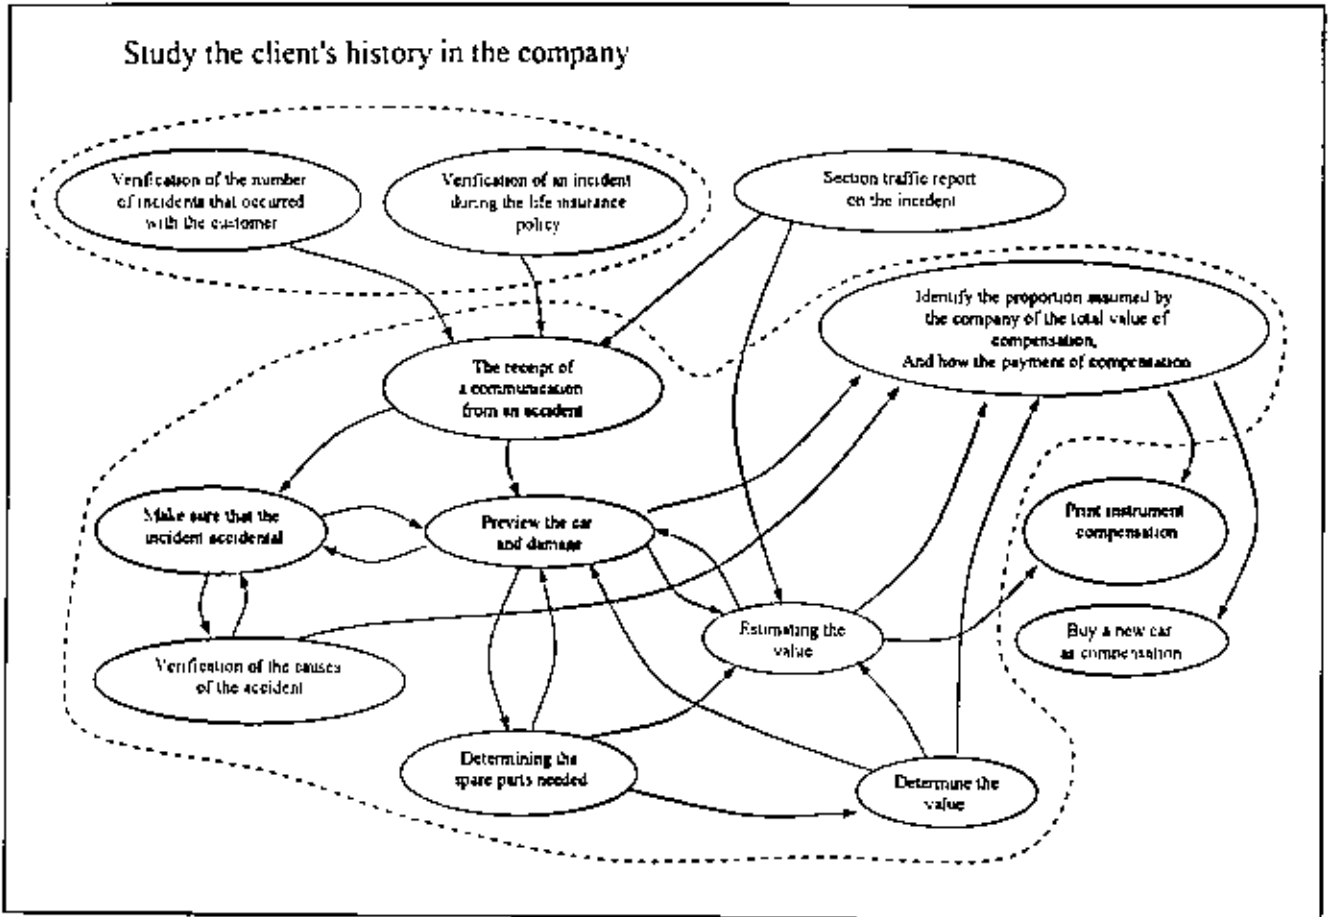 Study the client's history in the company
Verification of the number
of incidents that occurred
with the customer
Verification of an incident
during the life insurance
policy
Section traffic report
on the incident
Identify the proportion assumed by
the company of the total value of
compensation,
And how the payment of compensation
The receipt of
a communication
from an accident
Make sure that the
incident accidental
Preview the car
and damage
Print instrument
compensation
Estimating the
value
Buy a new car
as compensation
Verification of the causes
of the accident
Determining the
spare parts needed
Determine the
value